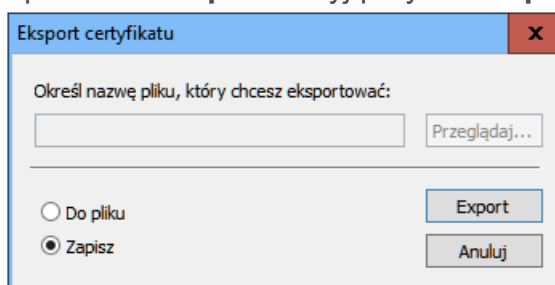 Eksport certyfikatu
x
Określ nazwę pliku, który chcesz eksportować:
Przeglądaj...
Do pliku
Export
Zapisz
Anuluj